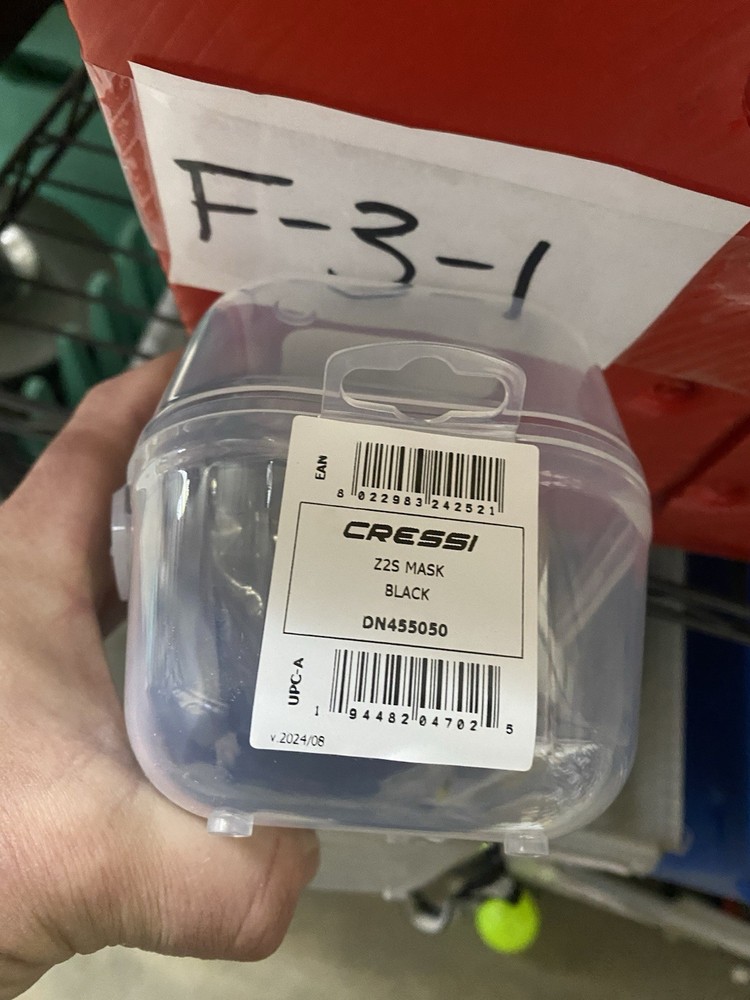 F-3-1
EAN
8 022983 242521
CRESSI
Z2S MASK
BLACK
DN455050
UPC-A
1 94482 04702 5
v.2024/08